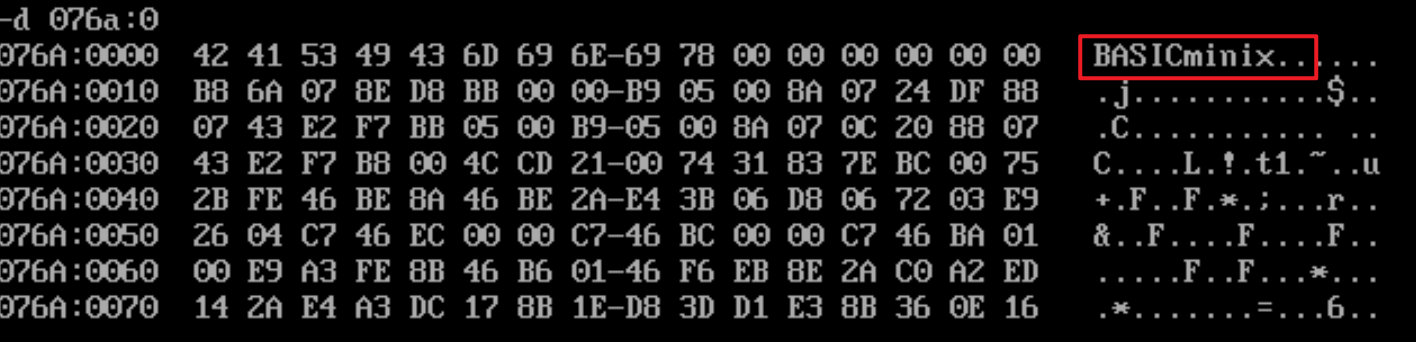 -d 076a:0
076A:0000  42 41 53 49 43 6D 69 6E-69 78 00 00 00 00 00 00   BASICminix......
076A:0010  B8 6A 07 8E D8 BB 00 00-B9 05 00 8A 07 24 DF 88   .j...........$..
076A:0020  07 43 E2 F7 BB 05 00 B9-05 00 8A 07 0C 20 88 07   .C........... ..
076A:0030  43 E2 F7 B8 00 4C CD 21-00 74 31 83 7E BC 00 75   C....L.!.t1.~..u
076A:0040  2B FE 46 BE 8A 46 BE 2A-E4 3B 06 D8 06 72 03 E9   +.F..F.*.;...r..
076A:0050  26 04 C7 46 EC 00 00 C7-46 BC 00 00 C7 46 BA 01   &..F....F....F..
076A:0060  00 E9 A3 FE 8B 46 B6 01-46 F6 EB 8E 2A C0 A2 ED   .....F..F...*...
076A:0070  14 2A E4 A3 DC 17 8B 1E-D8 3D D1 E3 8B 36 0E 16   .*.......=...6..